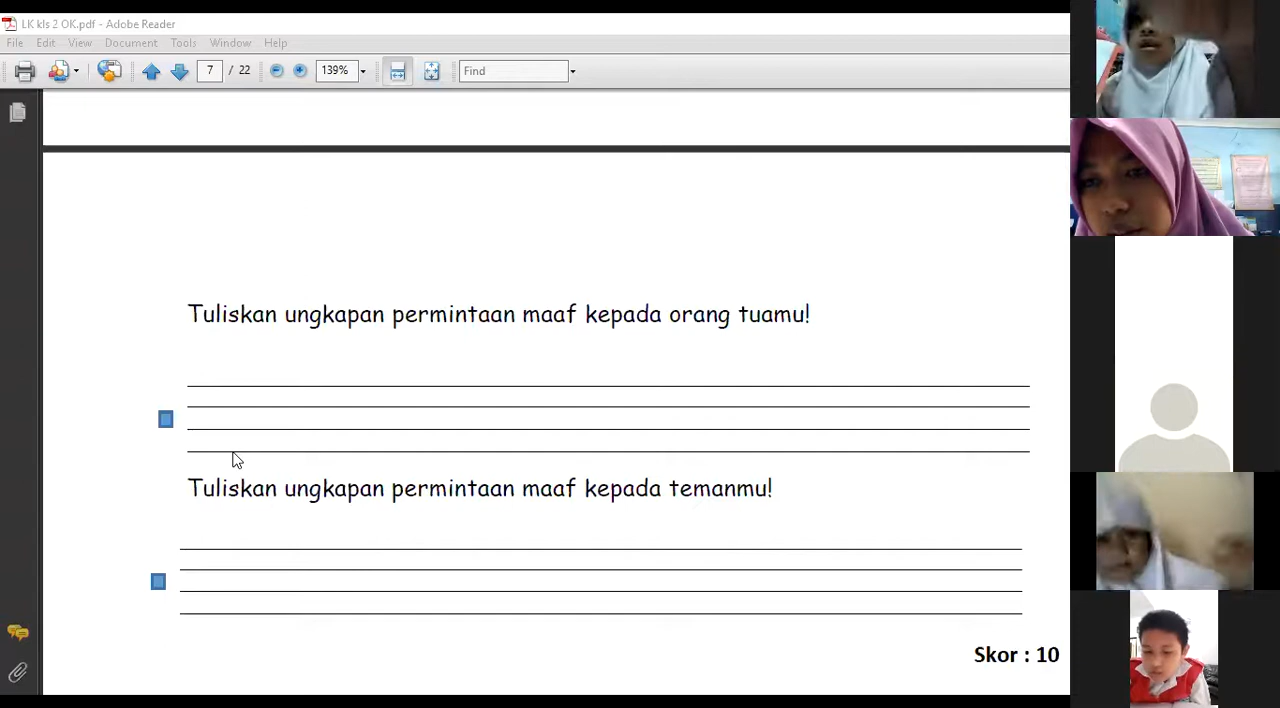 LK kls 2 OK.pdf - Adobe Reader
File Edit View Document Tools Window Help
7 / 22 139% Find
Tuliskan ungkapan permintaan maaf kepada orang tuamu!
Tuliskan ungkapan permintaan maaf kepada temanmu!
Skor : 10